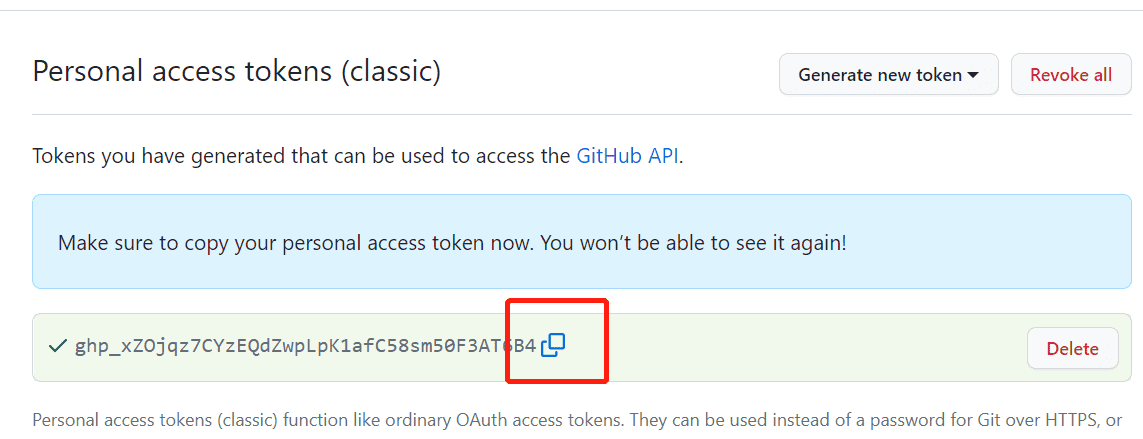 Personal access tokens (classic)
Generate new token
Revoke all
Tokens you have generated that can be used to access the GitHub API.
Make sure to copy your personal access token now. You won’t be able to see it again!
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
Delete
Personal access tokens (classic) function like ordinary OAuth access tokens. They can be used instead of a password for Git over HTTPS, or